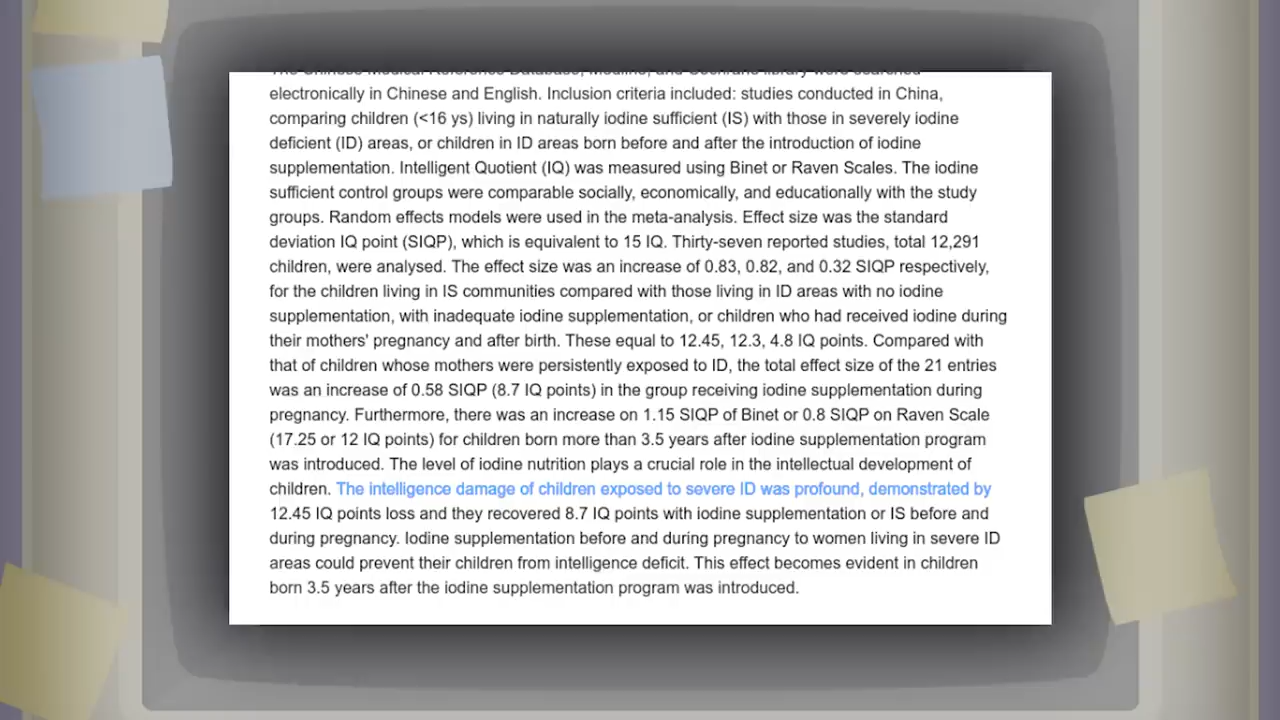 The Chinese Medical Reference Database, Medline, and Cochrane library were searched
electronically in Chinese and English. Inclusion criteria included: studies conducted in China,
comparing children (<16 ys) living in naturally iodine sufficient (IS) with those in severely iodine
deficient (ID) areas, or children in ID areas born before and after the introduction of iodine
supplementation. Intelligent Quotient (IQ) was measured using Binet or Raven Scales. The iodine
sufficient control groups were comparable socially, economically, and educationally with the study
groups. Random effects models were used in the meta-analysis. Effect size was the standard
deviation IQ point (SIQP), which is equivalent to 15 IQ. Thirty-seven reported studies, total 12,291
children, were analysed. The effect size was an increase of 0.83, 0.82, and 0.32 SIQP respectively,
for the children living in IS communities compared with those living in ID areas with no iodine
supplementation, with inadequate iodine supplementation, or children who had received iodine during
their mothers' pregnancy and after birth. These equal to 12.45, 12.3, 4.8 IQ points. Compared with
that of children whose mothers were persistently exposed to ID, the total effect size of the 21 entries
was an increase of 0.58 SIQP (8.7 IQ points) in the group receiving iodine supplementation during
pregnancy. Furthermore, there was an increase on 1.15 SIQP of Binet or 0.8 SIQP on Raven Scale
(17.25 or 12 IQ points) for children born more than 3.5 years after iodine supplementation program
was introduced. The level of iodine nutrition plays a crucial role in the intellectual development of
children. The intelligence damage of children exposed to severe ID was profound, demonstrated by
12.45 IQ points loss and they recovered 8.7 IQ points with iodine supplementation or IS before and
during pregnancy. Iodine supplementation before and during pregnancy to women living in severe ID
areas could prevent their children from intelligence deficit. This effect becomes evident in children
born 3.5 years after the iodine supplementation program was introduced.